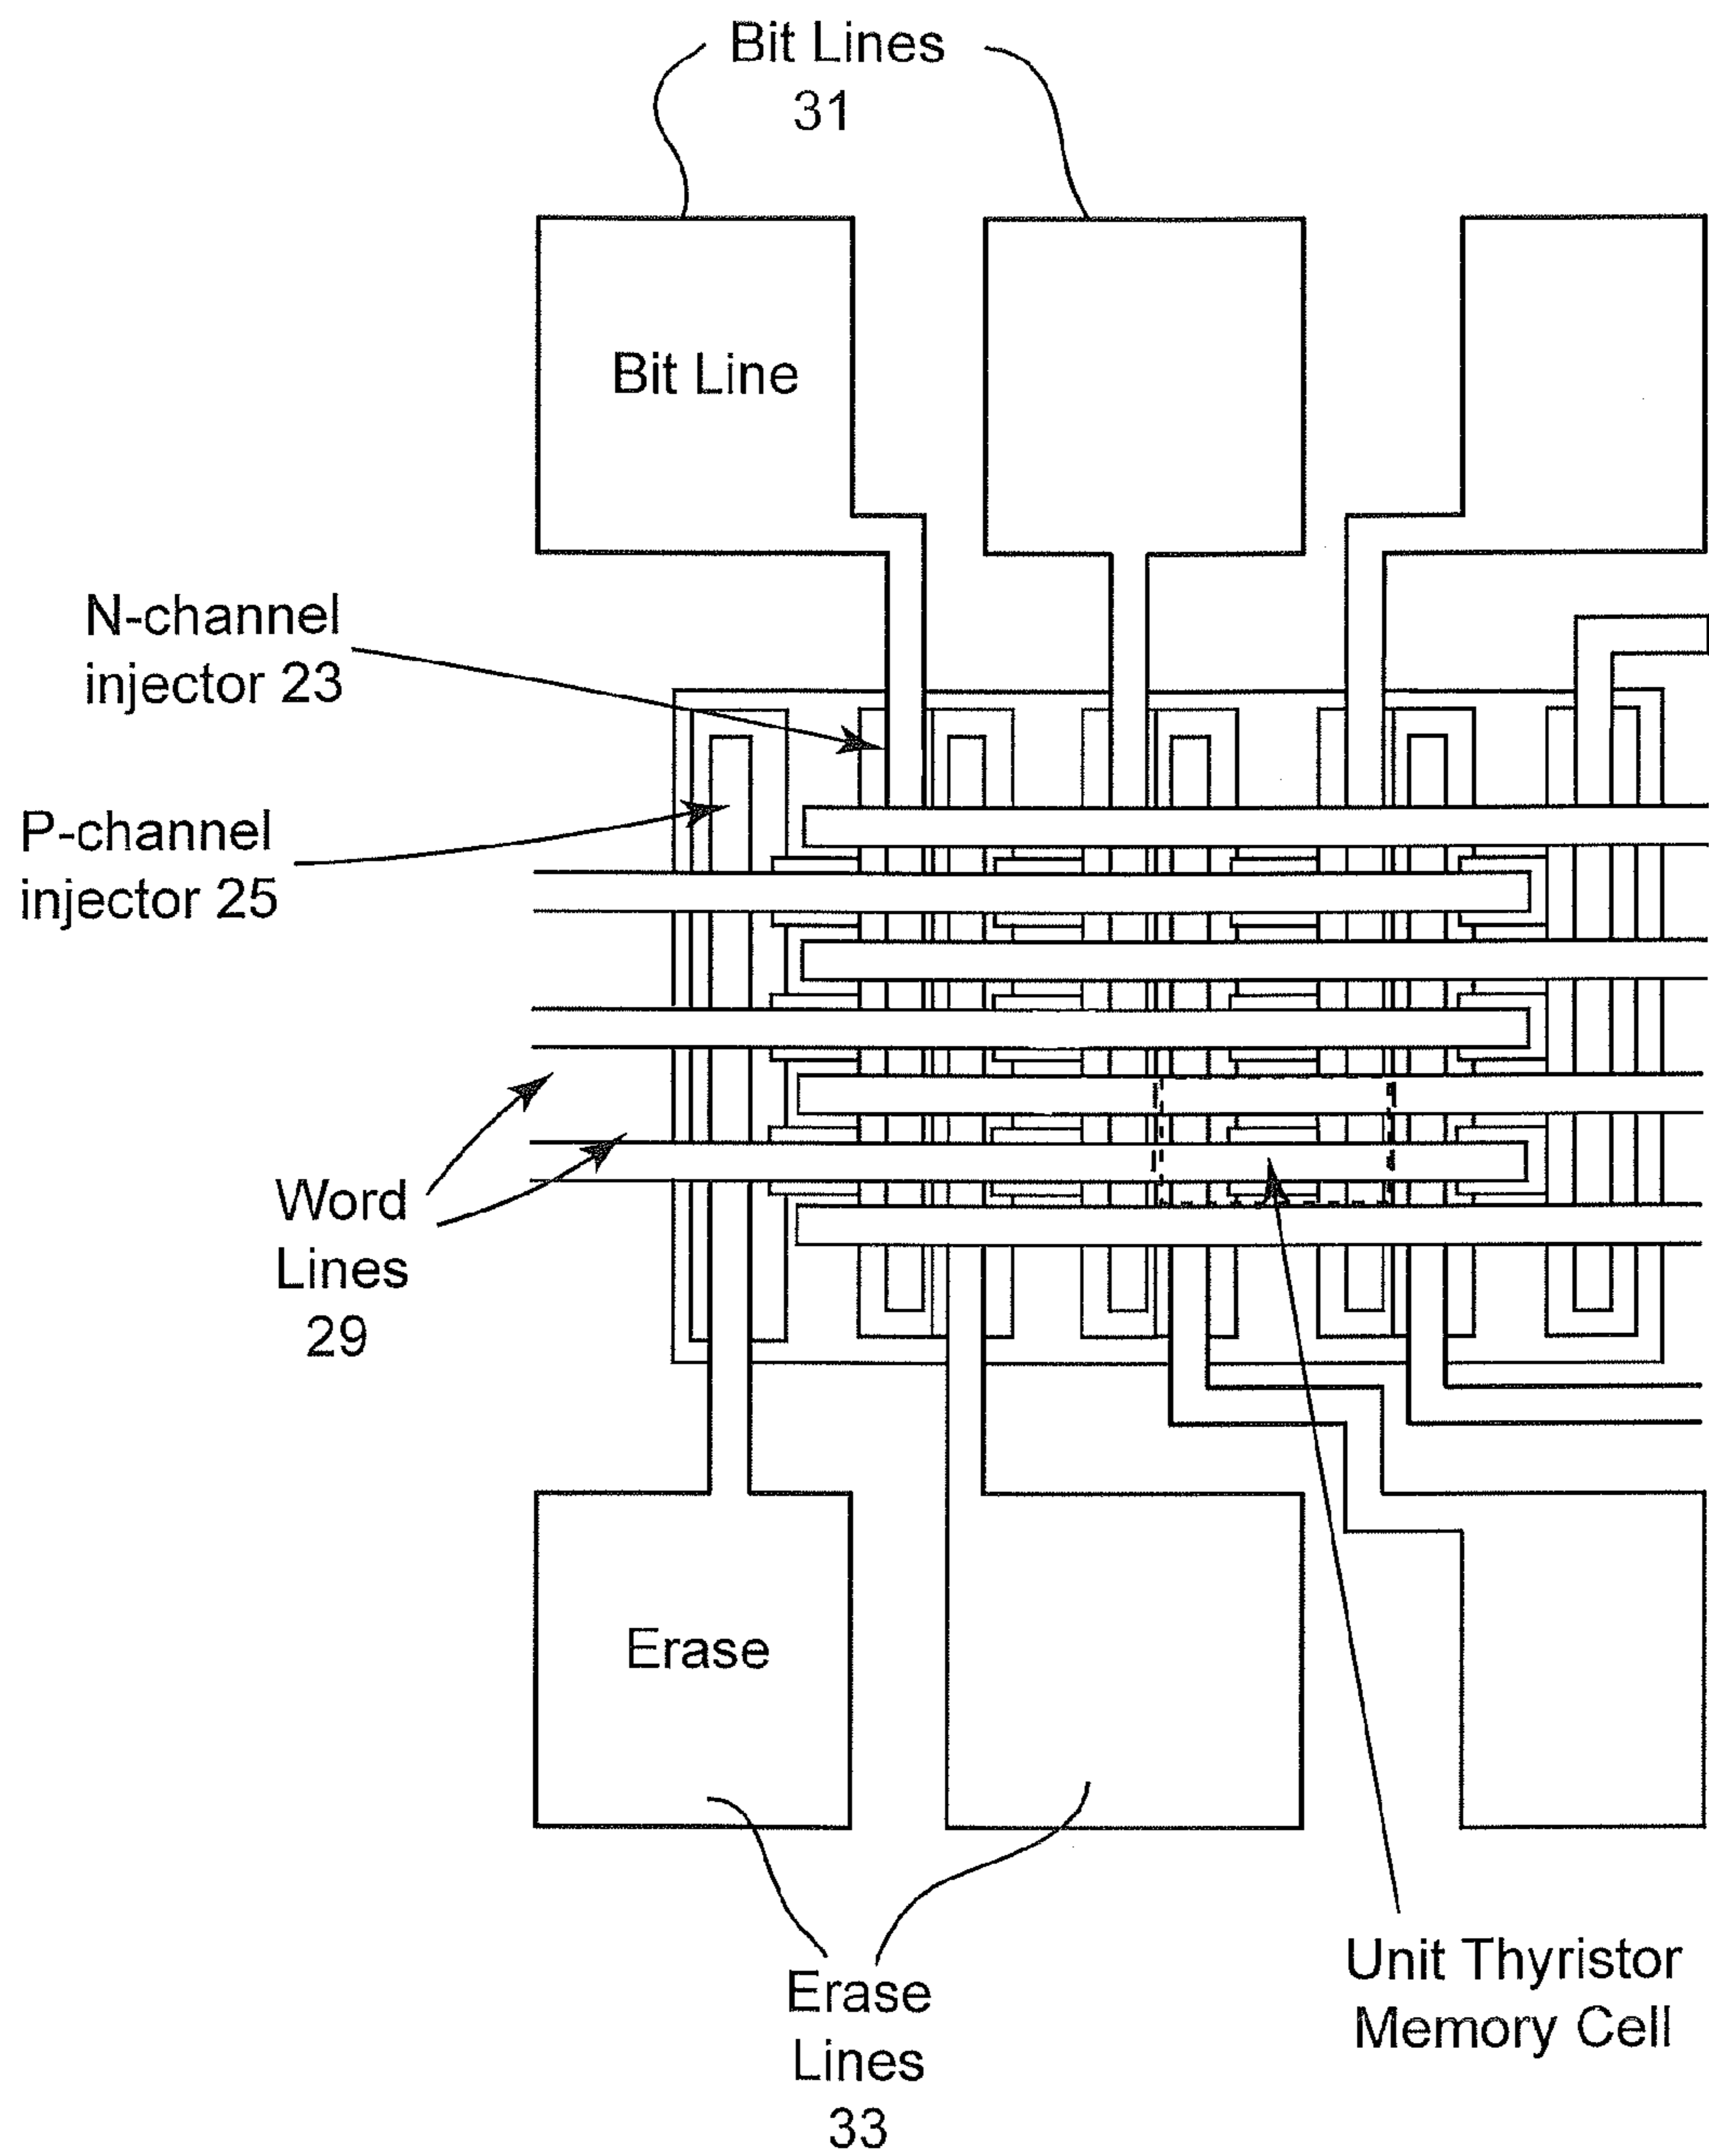 Bit Lines
31
Bit Line
N-channel
injector 23
P-channel
injector 25
Word
Lines
29
Erase
Erase
Lines
33
Unit Thyristor
Memory Cell